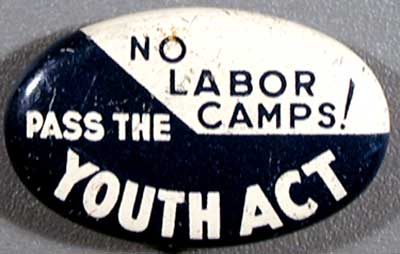 NO
LABOR
CAMPS!
PASS THE
YOUTH ACT